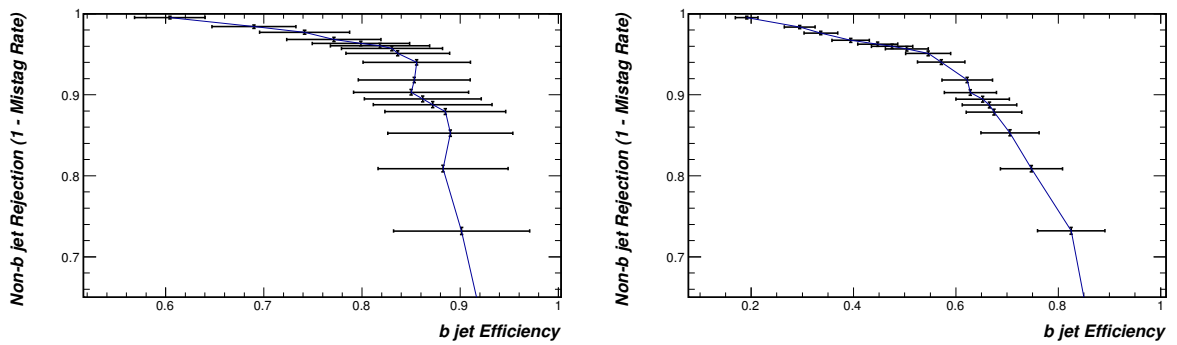 Non-b jet Rejection (1 - Mistag Rate)
1
0.9
0.8
0.7
0.6 0.7 0.8 0.9 1
b jet Efficiency
Non-b jet Rejection (1 - Mistag Rate)
1
0.9
0.8
0.7
0.2 0.4 0.6 0.8 1
b jet Efficiency